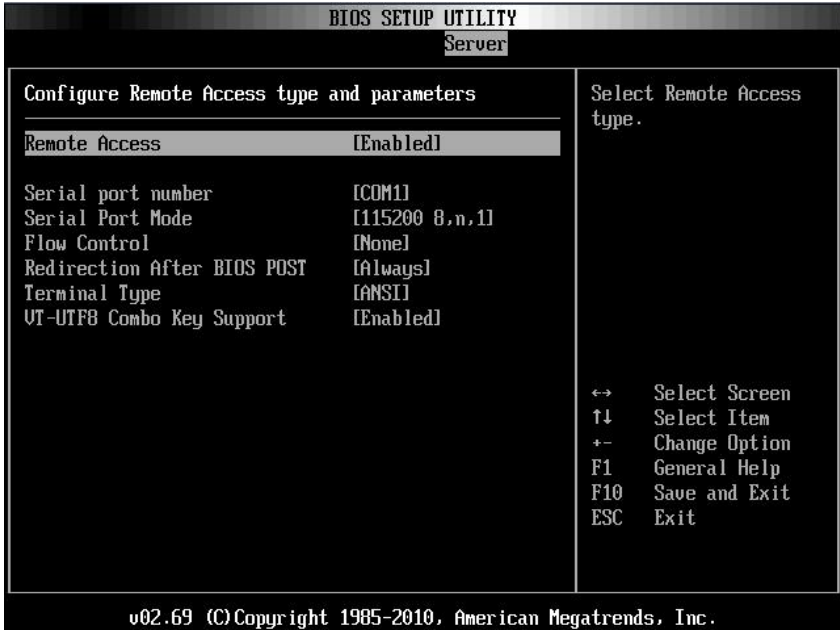 BIOS SETUP UTILITY
Server
Configure Remote Access type and parameters
Remote Access [Enabled]
Serial port number [COM1]
Serial Port Mode [115200 8,n,1]
Flow Control [None]
Redirection After BIOS POST [Always]
Terminal Type [ANSI]
VT-UTF8 Combo Key Support [Enabled]
Select Remote Access
type.
↔ Select Screen
↑↓ Select Item
+- Change Option
F1 General Help
F10 Save and Exit
ESC Exit
v02.69 (C)Copyright 1985-2010, American Megatrends, Inc.